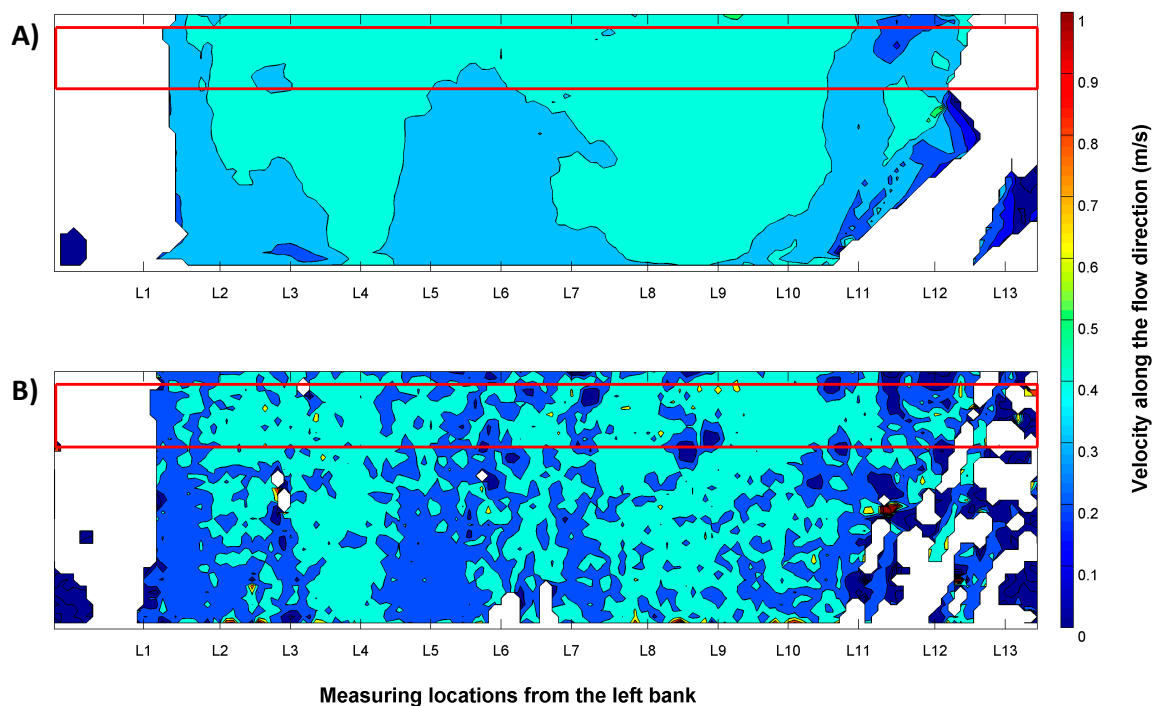 A)
L1 L2 L3 L4 L5 L6 L7 L8 L9 L10 L11 L12 L13
B)
L1 L2 L3 L4 L5 L6 L7 L8 L9 L10 L11 L12 L13
Measuring locations from the left bank
1
0.9
0.8
0.7
0.6
0.5
0.4
0.3
0.2
0.1
0
Velocity along the flow direction (m/s)